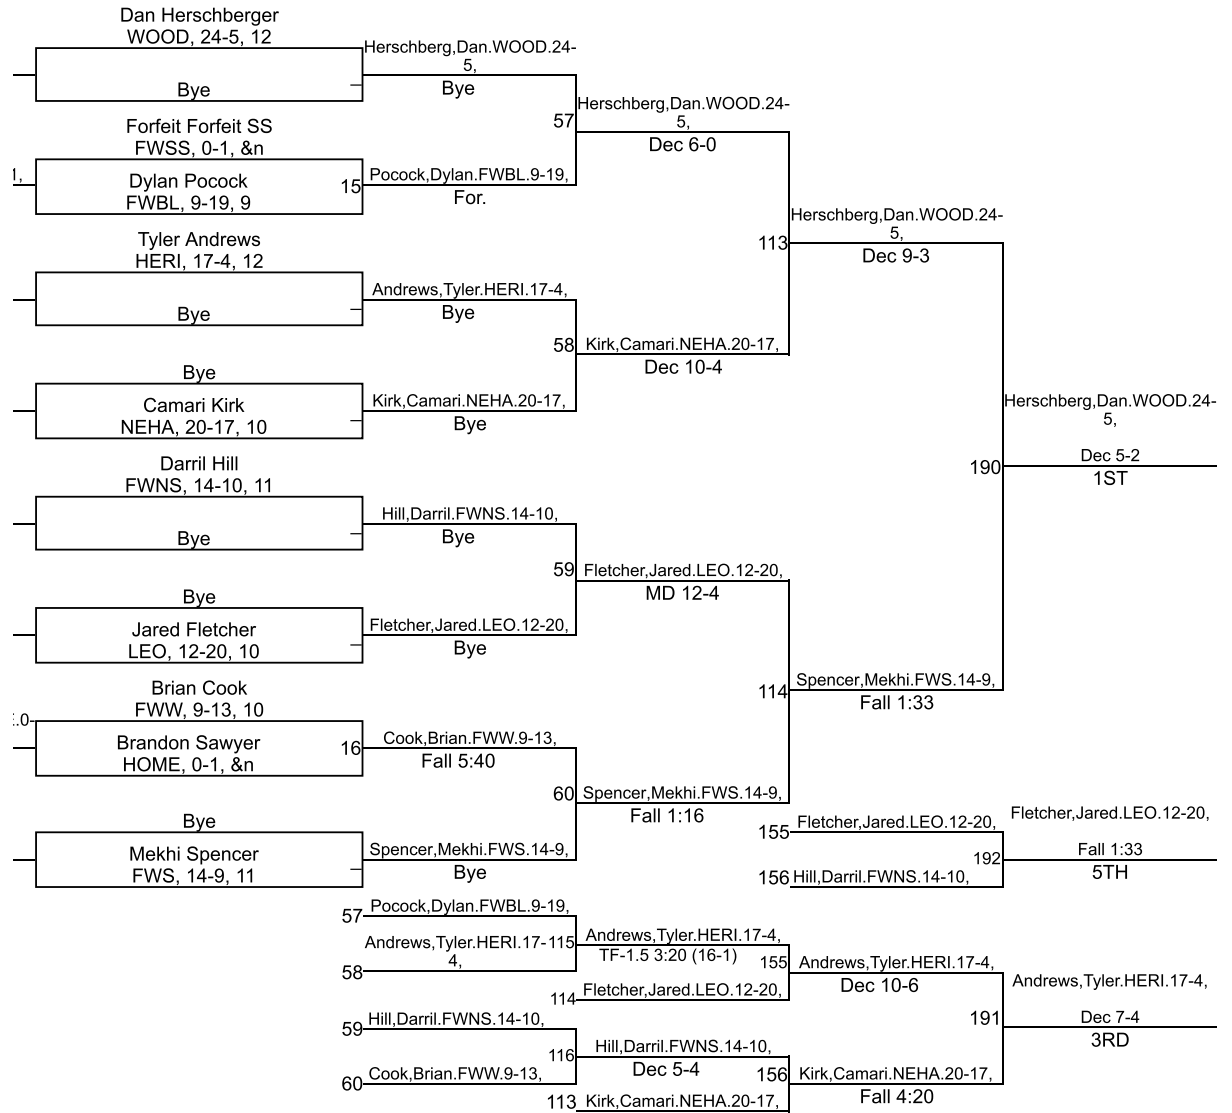 Dan Herschberger
WOOD, 24-5, 12
Herschberg,Dan.WOOD.24-
5,
Bye
Bye
Herschberg,Dan.WOOD.24-
5,
57
Dec 6-0
Forfeit Forfeit SS
FWSS, 0-1, &n
1,
Dylan Pocock
FWBL, 9-19, 9
15
Pocock,Dylan.FWBL.9-19,
For.
Herschberg,Dan.WOOD.24-
5,
113
Dec 9-3
Tyler Andrews
HERI, 17-4, 12
Andrews,Tyler.HERI.17-4,
Bye
Bye
58
Kirk,Camari.NEHA.20-17,
Dec 10-4
Bye
Camari Kirk
NEHA, 20-17, 10
Kirk,Camari.NEHA.20-17,
Bye
Herschberg,Dan.WOOD.24-
5,
190
Dec 5-2
1ST
Darril Hill
FWNS, 14-10, 11
Hill,Darril.FWNS.14-10,
Bye
Bye
59
Fletcher,Jared.LEO.12-20,
MD 12-4
Bye
Jared Fletcher
LEO, 12-20, 10
Fletcher,Jared.LEO.12-20,
Bye
114
Spencer,Mekhi.FWS.14-9,
Fall 1:33
Brian Cook
FWW, 9-13, 10
.0-
Brandon Sawyer
HOME, 0-1, &n
16
Cook,Brian.FWW.9-13,
Fall 5:40
60
Spencer,Mekhi.FWS.14-9,
Fall 1:16
Bye
Mekhi Spencer
FWS, 14-9, 11
Spencer,Mekhi.FWS.14-9,
Bye
155
Fletcher,Jared.LEO.12-20,
156
Hill,Darril.FWNS.14-10,
192
Fletcher,Jared.LEO.12-20,
Fall 1:33
5TH
57
Pocock,Dylan.FWBL.9-19,
58
Andrews,Tyler.HERI.17-
4,
115
Andrews,Tyler.HERI.17-4,
TF-1.5 3:20 (16-1)
114
Fletcher,Jared.LEO.12-20,
155
Andrews,Tyler.HERI.17-4,
Dec 10-6
59
Hill,Darril.FWNS.14-10,
60
Cook,Brian.FWW.9-13,
116
Hill,Darril.FWNS.14-10,
Dec 5-4
113
Kirk,Camari.NEHA.20-17,
156
Kirk,Camari.NEHA.20-17,
Fall 4:20
191
Andrews,Tyler.HERI.17-4,
Dec 7-4
3RD